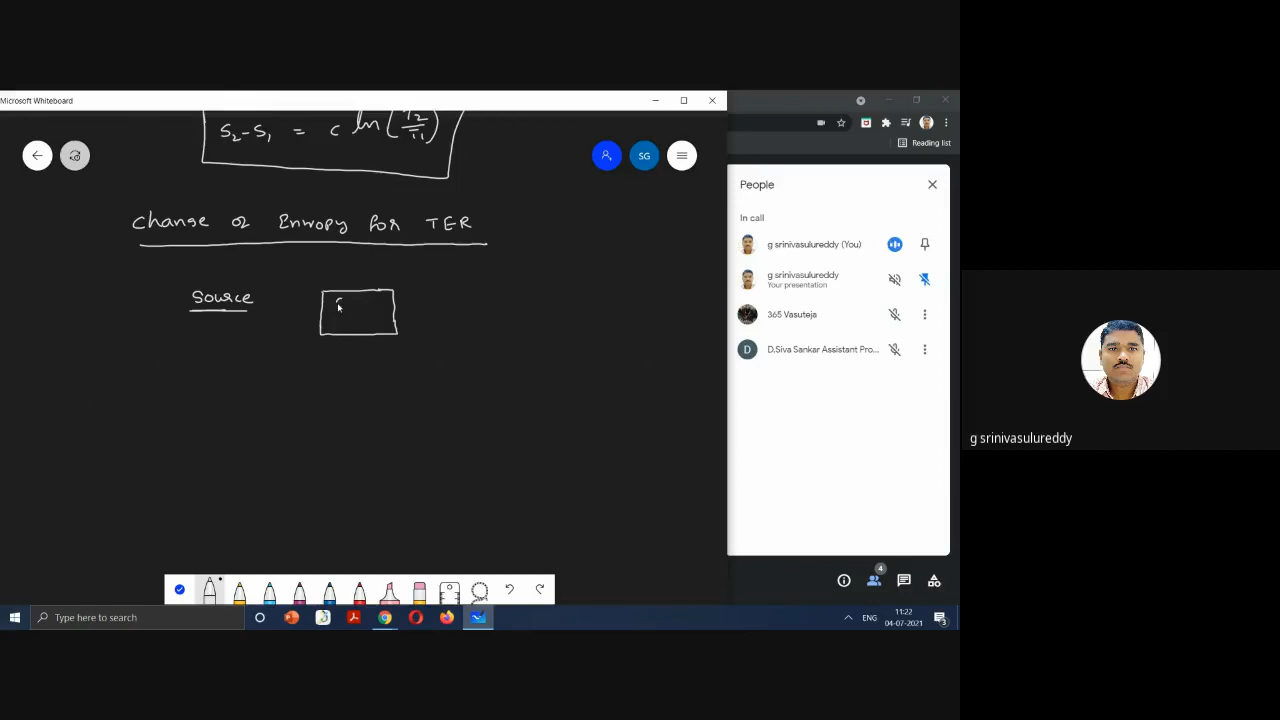 Microsoft Whiteboard
S2-S1 = c ln(T2/T1)
SG
Reading list
Change of Entropy for TER
Source
People
In call
g srinivasulureddy (You)
g srinivasulureddy
Your presentation
365 Vasuteja
D.Siva Sankar Assistant Pro...
g srinivasulureddy
4
Type here to search
ENG
11:22
04-07-2021
3